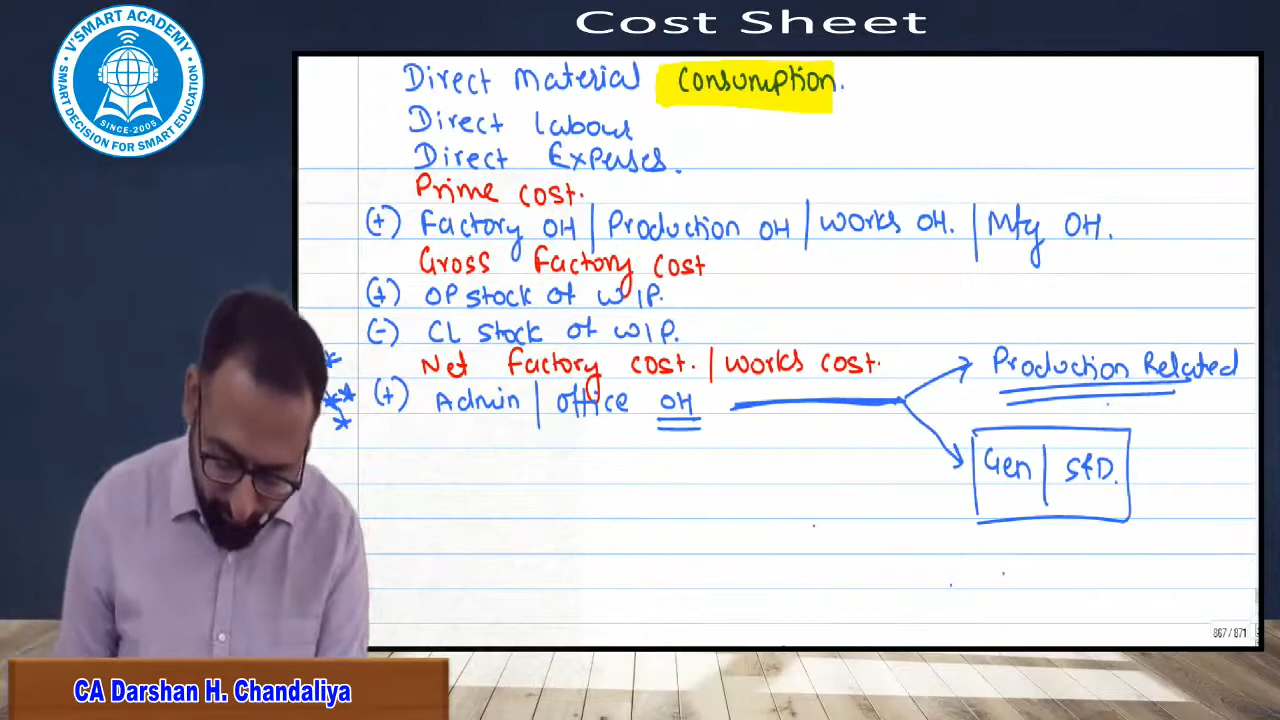 Cost Sheet
V'SMART ACADEMY
SINCE-2005
SMART DECISION FOR SMART EDUCATION
Direct Material Consumption.
Direct labour
Direct Expenses.
Prime cost.
(+) Factory OH | Production OH | works OH. | Mfg OH.
Gross Factory cost
(+) OP stock of WIP.
(-) CL stock of WIP.
Net Factory cost. | works cost.
(+) Admin | office OH
Production Related
Gen | S&D.
867 / 871
CA Darshan H. Chandaliya